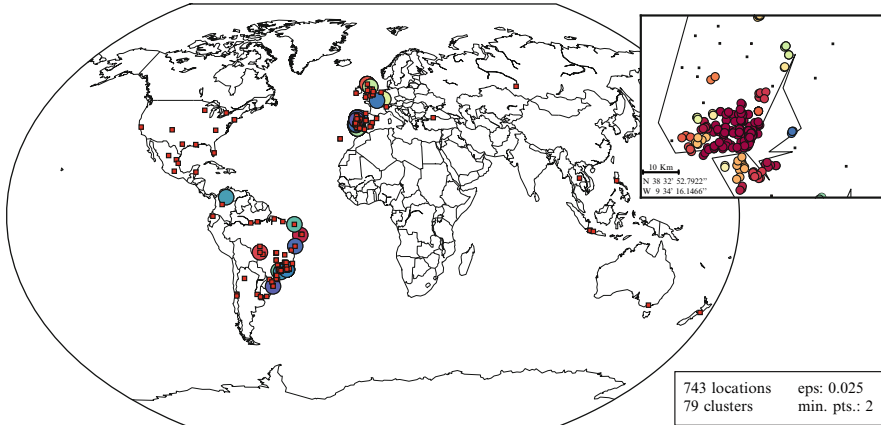 10 Km
N 38 32' 52.7922"
W 9 34' 16.1466"
743 locations eps: 0.025
79 clusters min. pts.: 2